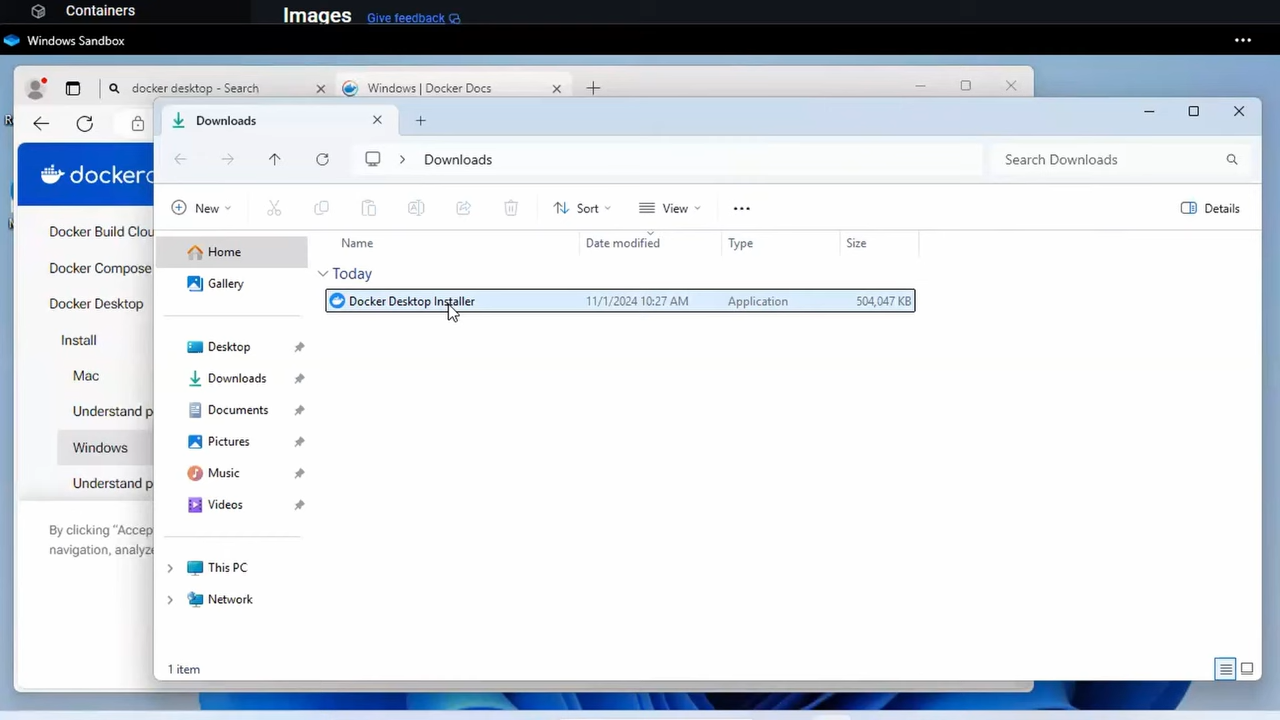 Containers
Images Give feedback
Windows Sandbox
docker desktop - Search
Windows | Docker Docs
Downloads
Downloads
Search Downloads
New
Sort
View
Details
docker
Docker Build Clou
Docker Compose
Docker Desktop
Install
Mac
Understand p
Windows
Understand p
By clicking “Accep
navigation, analyze
Home
Gallery
Desktop
Downloads
Documents
Pictures
Music
Videos
This PC
Network
Name Date modified Type Size
Today
Docker Desktop Installer 11/1/2024 10:27 AM Application 504,047 KB
1 item